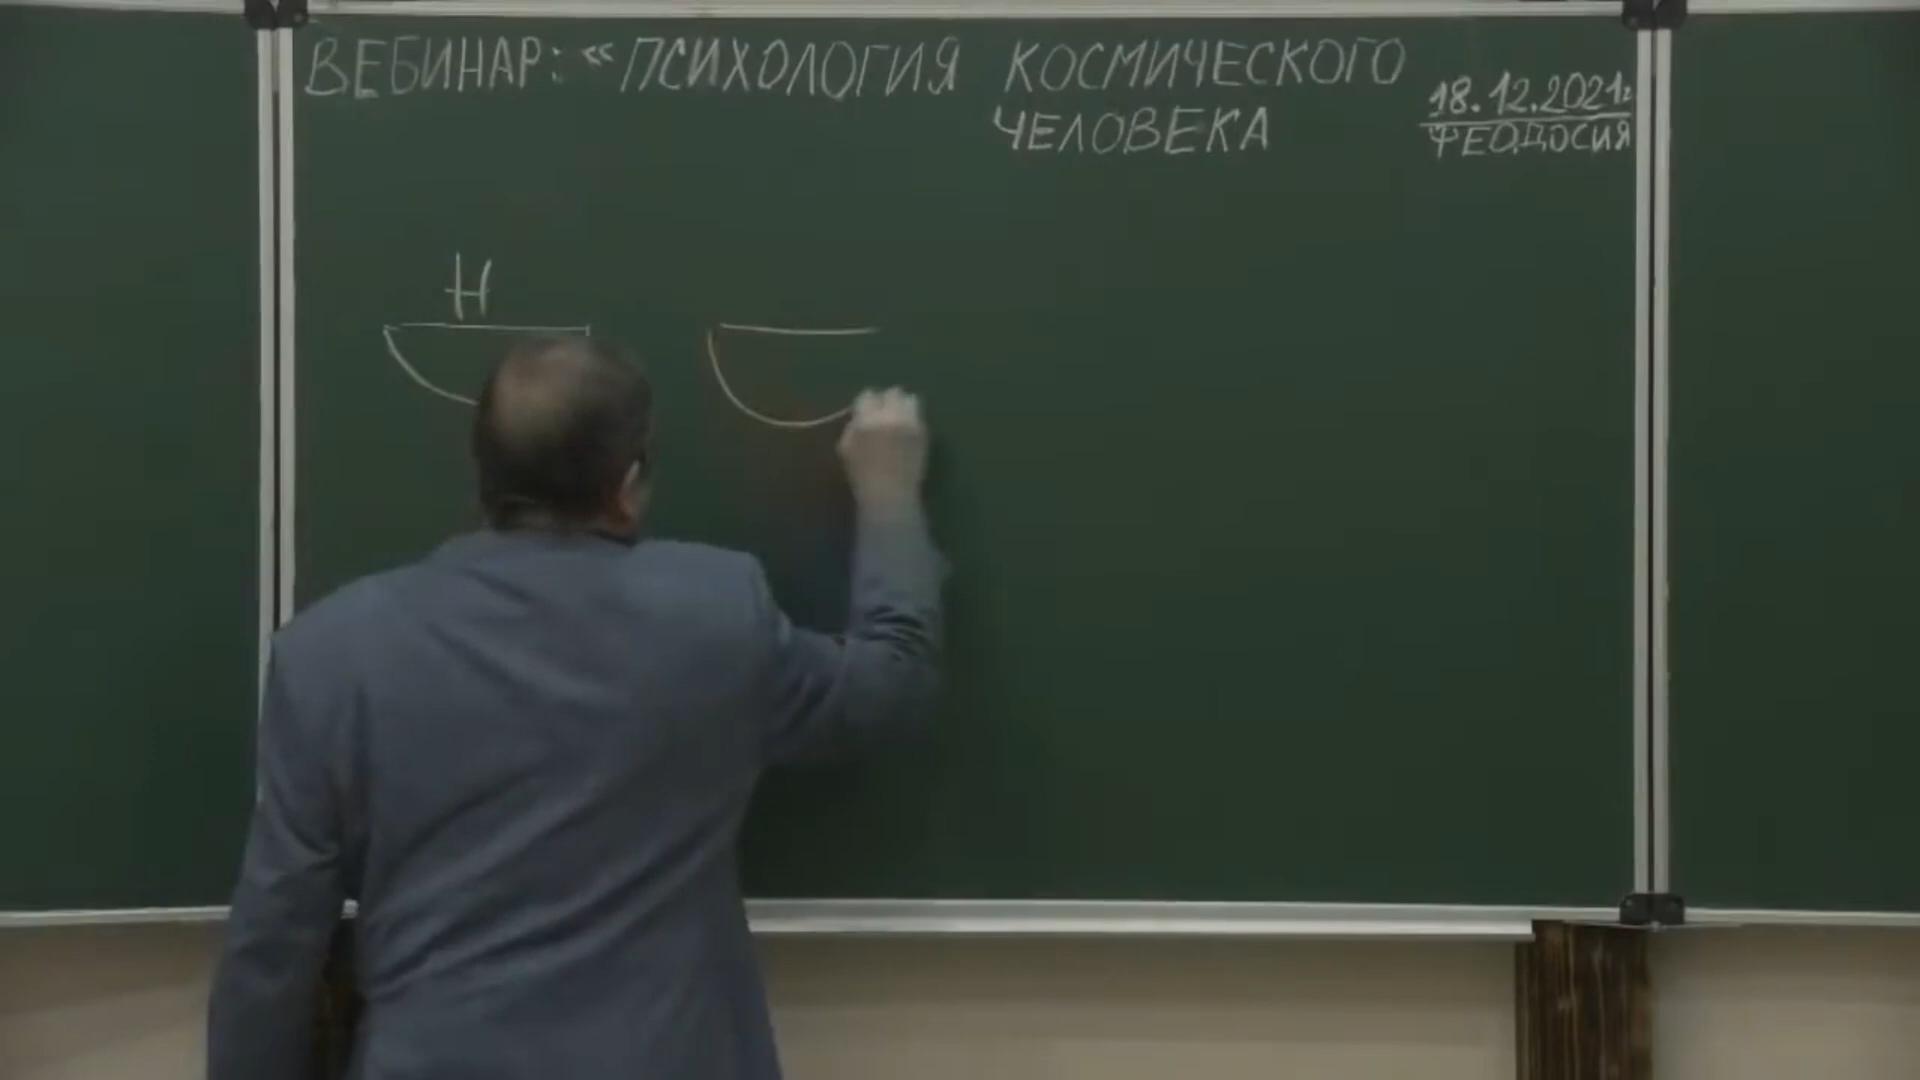 ВЕБИНАР: «ПСИХОЛОГИЯ КОСМИЧЕСКОГО
ЧЕЛОВЕКА
18.12.2021г
ФЕОДОСИЯ
Н